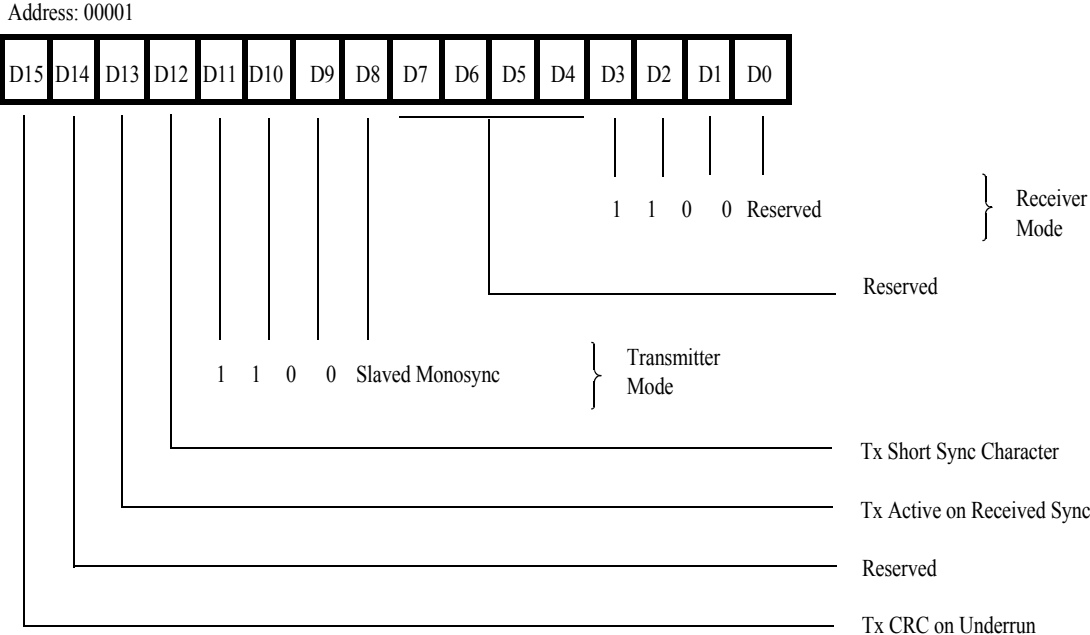 Address: 00001
D15 D14 D13 D12 D11 D10 D9 D8 D7 D6 D5 D4 D3 D2 D1 D0
1 1 0 0 Reserved
Receiver
Mode
Reserved
1 1 0 0 Slaved Monosync
Transmitter
Mode
Tx Short Sync Character
Tx Active on Received Sync
Reserved
Tx CRC on Underrun